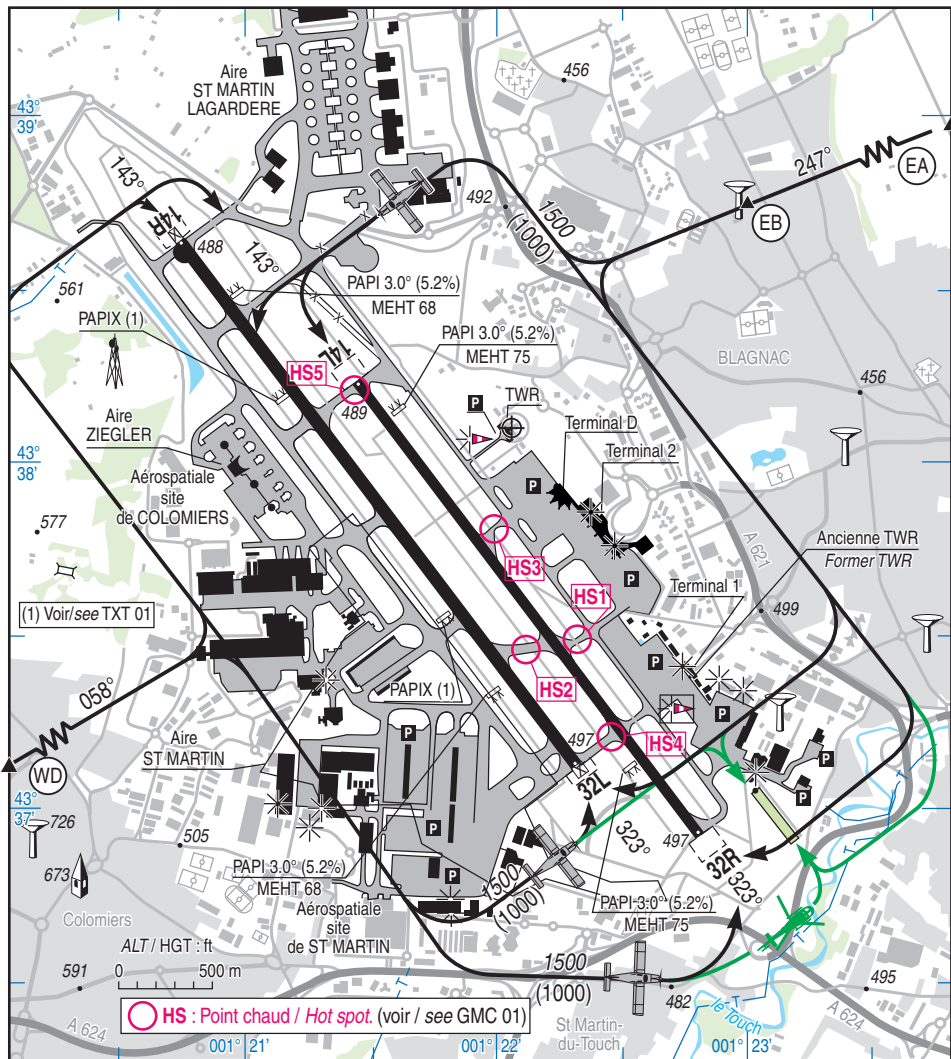 Aire
ST MARTIN
LAGARDERE
456
43°
39'
247°
EA
EB
143°
14R
488
143°
492
1500
(1000)
561
PAPI 3.0° (5.2%)
MEHT 68
PAPIX (1)
PAPI 3.0° (5.2%)
MEHT 75
14L
BLAGNAC
HS5
489
P
TWR
456
Aire
ZIEGLER
Terminal D
Terminal 2
43°
38'
Aérospatiale
site
de COLOMIERS
P
577
A 621
Ancienne TWR
Former TWR
HS3
P
Terminal 1
HS1
499
(1) Voir/see TXT 01
P
HS2
058°
PAPIX (1)
P
P
Aire
ST MARTIN
497
HS4
WD
P
32L
P
43°
37'
726
P
505
323°
497
32R
323°
673
PAPI 3.0° (5.2%)
MEHT 68
P
1500
(1000)
PAPI 3.0° (5.2%)
MEHT 75
Colomiers
Aérospatiale
site
de ST MARTIN
ALT / HGT : ft
0 500 m
591
1500
(1000)
482
495
le Touch
HS : Point chaud / Hot spot. (voir / see GMC 01)
A 624
St Martin-
du-Touch
A 624
001° 21'
001° 22'
001° 23'